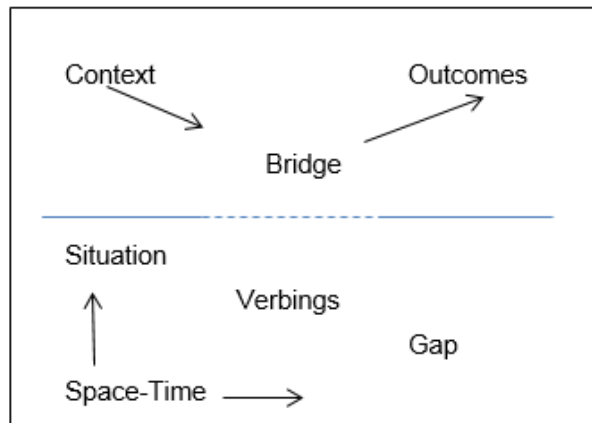 Context Outcomes
Bridge
Situation
Verbings
Gap
Space-Time